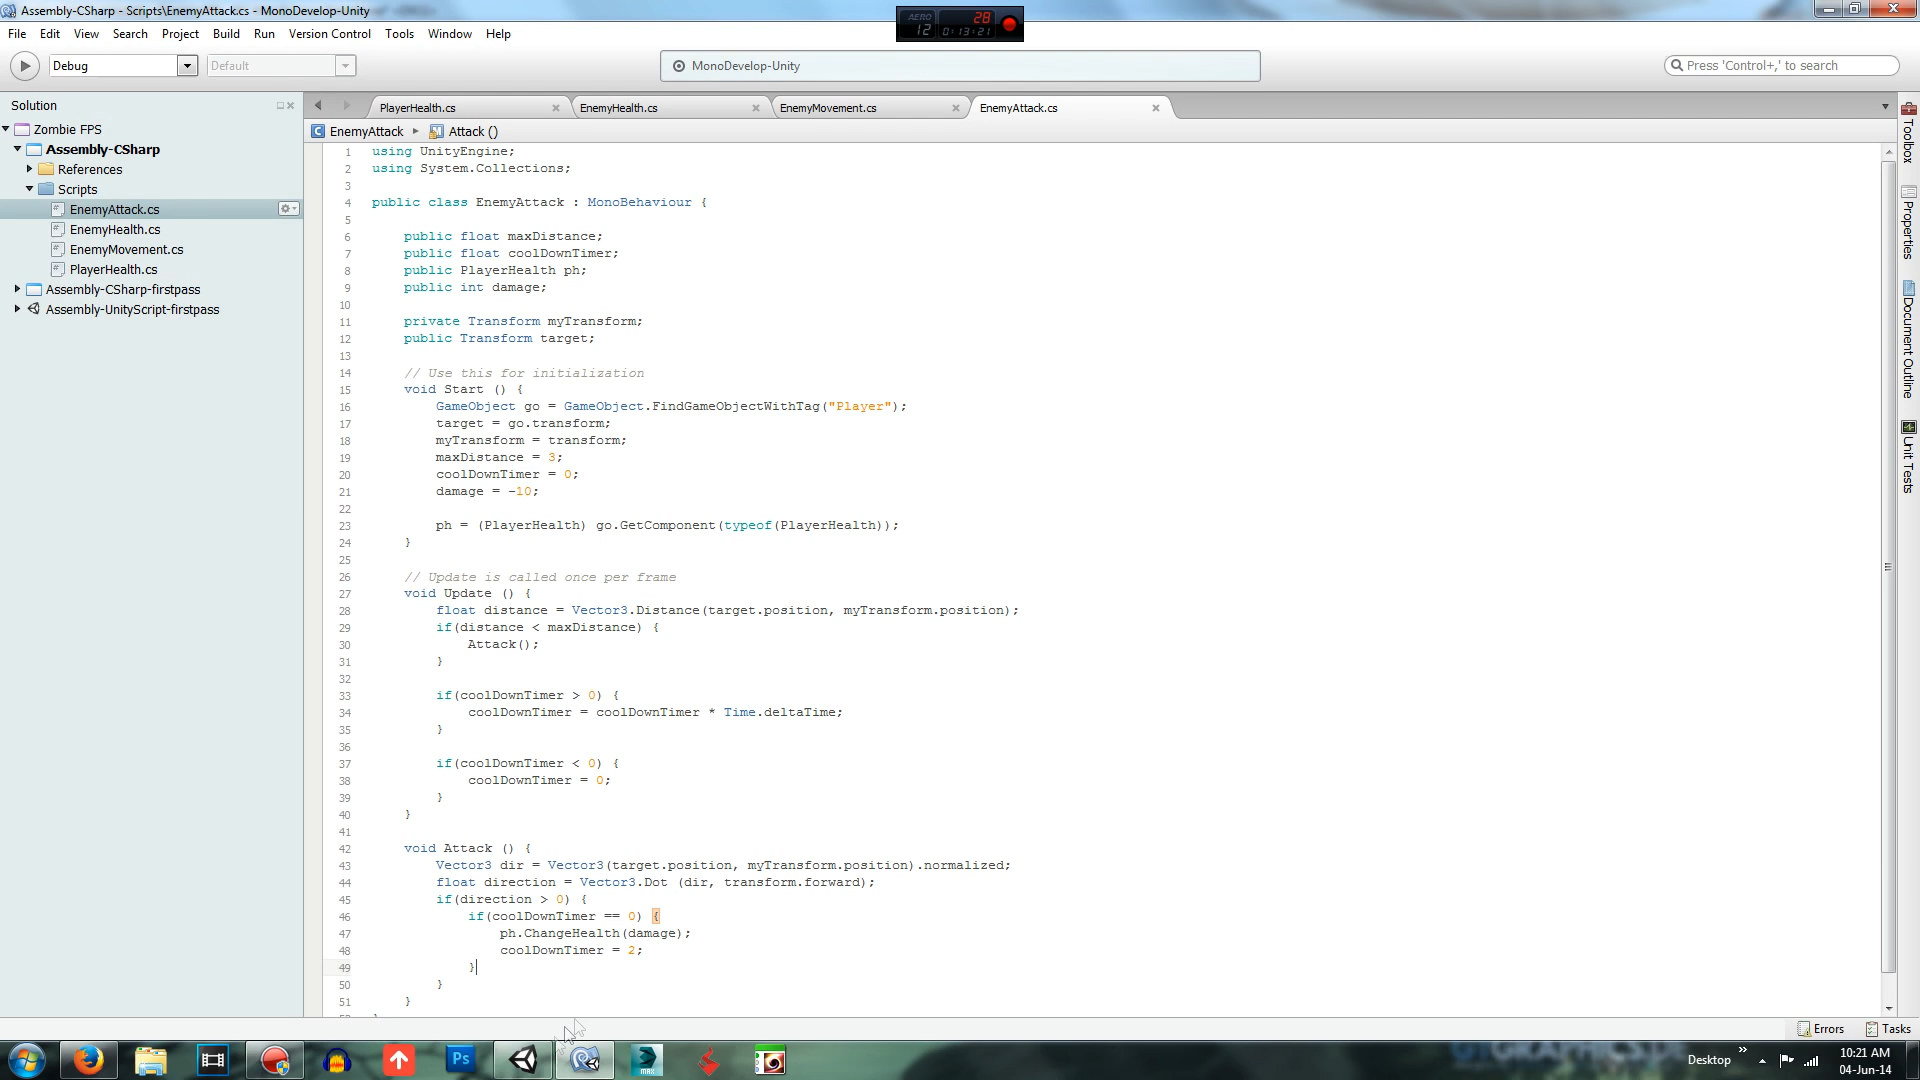 Assembly-CSharp - Scripts\EnemyAttack.cs - MonoDevelop-Unity
AERO 28
12 0:13:21
File Edit View Search Project Build Run Version Control Tools Window Help
Debug Default MonoDevelop-Unity Press 'Control+,' to search
Solution
PlayerHealth.cs EnemyHealth.cs EnemyMovement.cs EnemyAttack.cs
EnemyAttack Attack ()
Zombie FPS
Assembly-CSharp
References
Scripts
EnemyAttack.cs
EnemyHealth.cs
EnemyMovement.cs
PlayerHealth.cs
Assembly-CSharp-firstpass
Assembly-UnityScript-firstpass
1 using UnityEngine;
2 using System.Collections;
3
4 public class EnemyAttack : MonoBehaviour {
5
6 public float maxDistance;
7 public float coolDownTimer;
8 public PlayerHealth ph;
9 public int damage;
10
11 private Transform myTransform;
12 public Transform target;
13
14 // Use this for initialization
15 void Start () {
16 GameObject go = GameObject.FindGameObjectWithTag("Player");
17 target = go.transform;
18 myTransform = transform;
19 maxDistance = 3;
20 coolDownTimer = 0;
21 damage = -10;
22
23 ph = (PlayerHealth) go.GetComponent(typeof(PlayerHealth));
24 }
25
26 // Update is called once per frame
27 void Update () {
28 float distance = Vector3.Distance(target.position, myTransform.position);
29 if(distance < maxDistance) {
30 Attack();
31 }
32
33 if(coolDownTimer > 0) {
34 coolDownTimer = coolDownTimer * Time.deltaTime;
35 }
36
37 if(coolDownTimer < 0) {
38 coolDownTimer = 0;
39 }
40 }
41
42 void Attack () {
43 Vector3 dir = Vector3(target.position, myTransform.position).normalized;
44 float direction = Vector3.Dot (dir, transform.forward);
45 if(direction > 0) {
46 if(coolDownTimer == 0) {
47 ph.ChangeHealth(damage);
48 coolDownTimer = 2;
49 }
50 }
51 }
Toolbox
Properties
Document Outline
Unit Tests
Errors Tasks
Ps
MAX
Desktop
10:21 AM
04-Jun-14